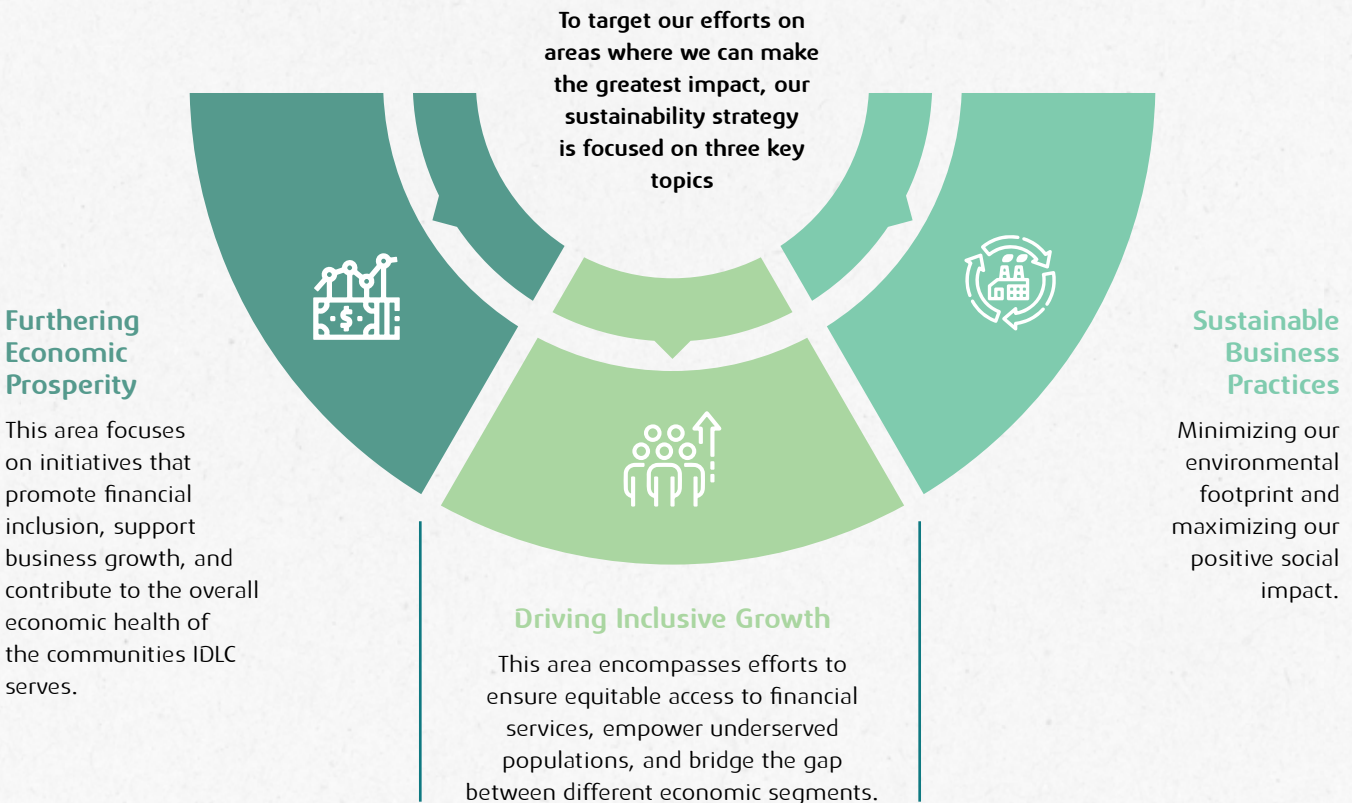 To target our efforts on
areas where we can make
the greatest impact, our
sustainability strategy
is focused on three key
topics
Furthering
Economic
Prosperity
This area focuses
on initiatives that
promote financial
inclusion, support
business growth, and
contribute to the overall
economic health of
the communities IDLC
serves.
Driving Inclusive Growth
This area encompasses efforts to
ensure equitable access to financial
services, empower underserved
populations, and bridge the gap
between different economic segments.
Sustainable
Business
Practices
Minimizing our
environmental
footprint and
maximizing our
positive social
impact.